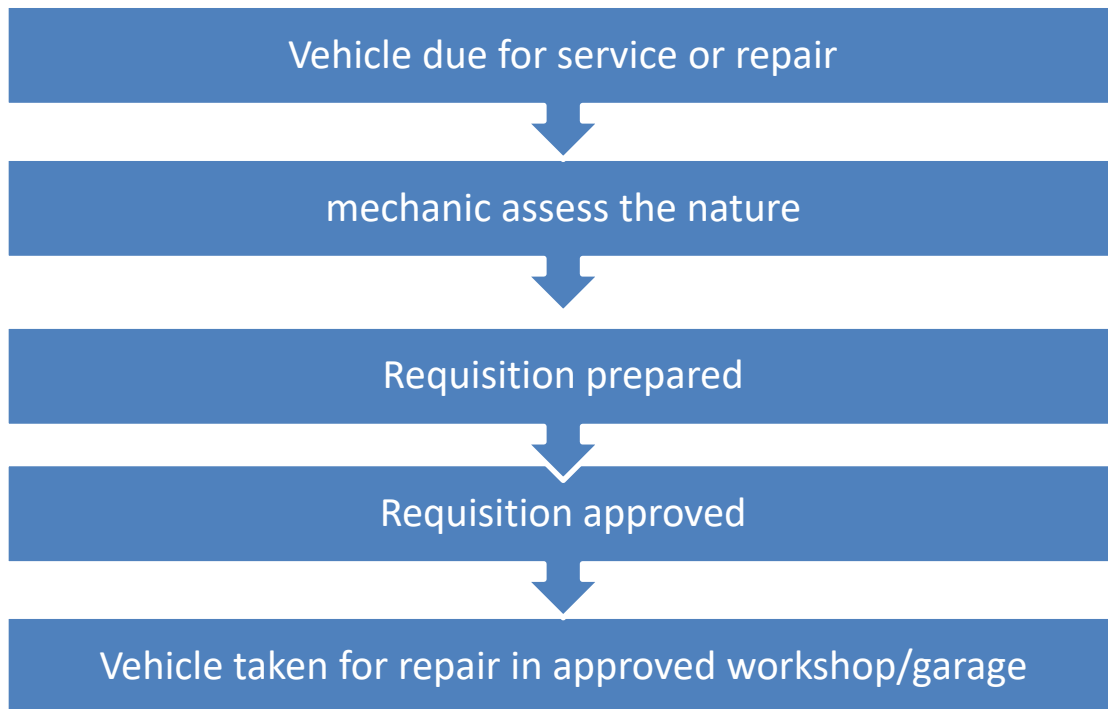 Vehicle due for service or repair
mechanic assess the nature
Requisition prepared
Requisition approved
Vehicle taken for repair in approved workshop/garage